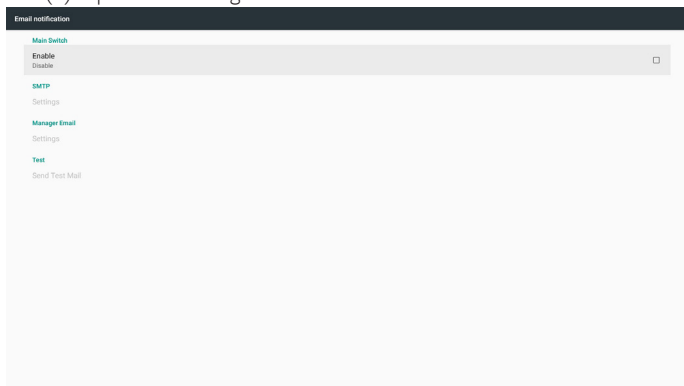 Email notification
Main Switch
Enable
Disable
SMTP
Settings
Manager Email
Settings
Test
Send Test Mail